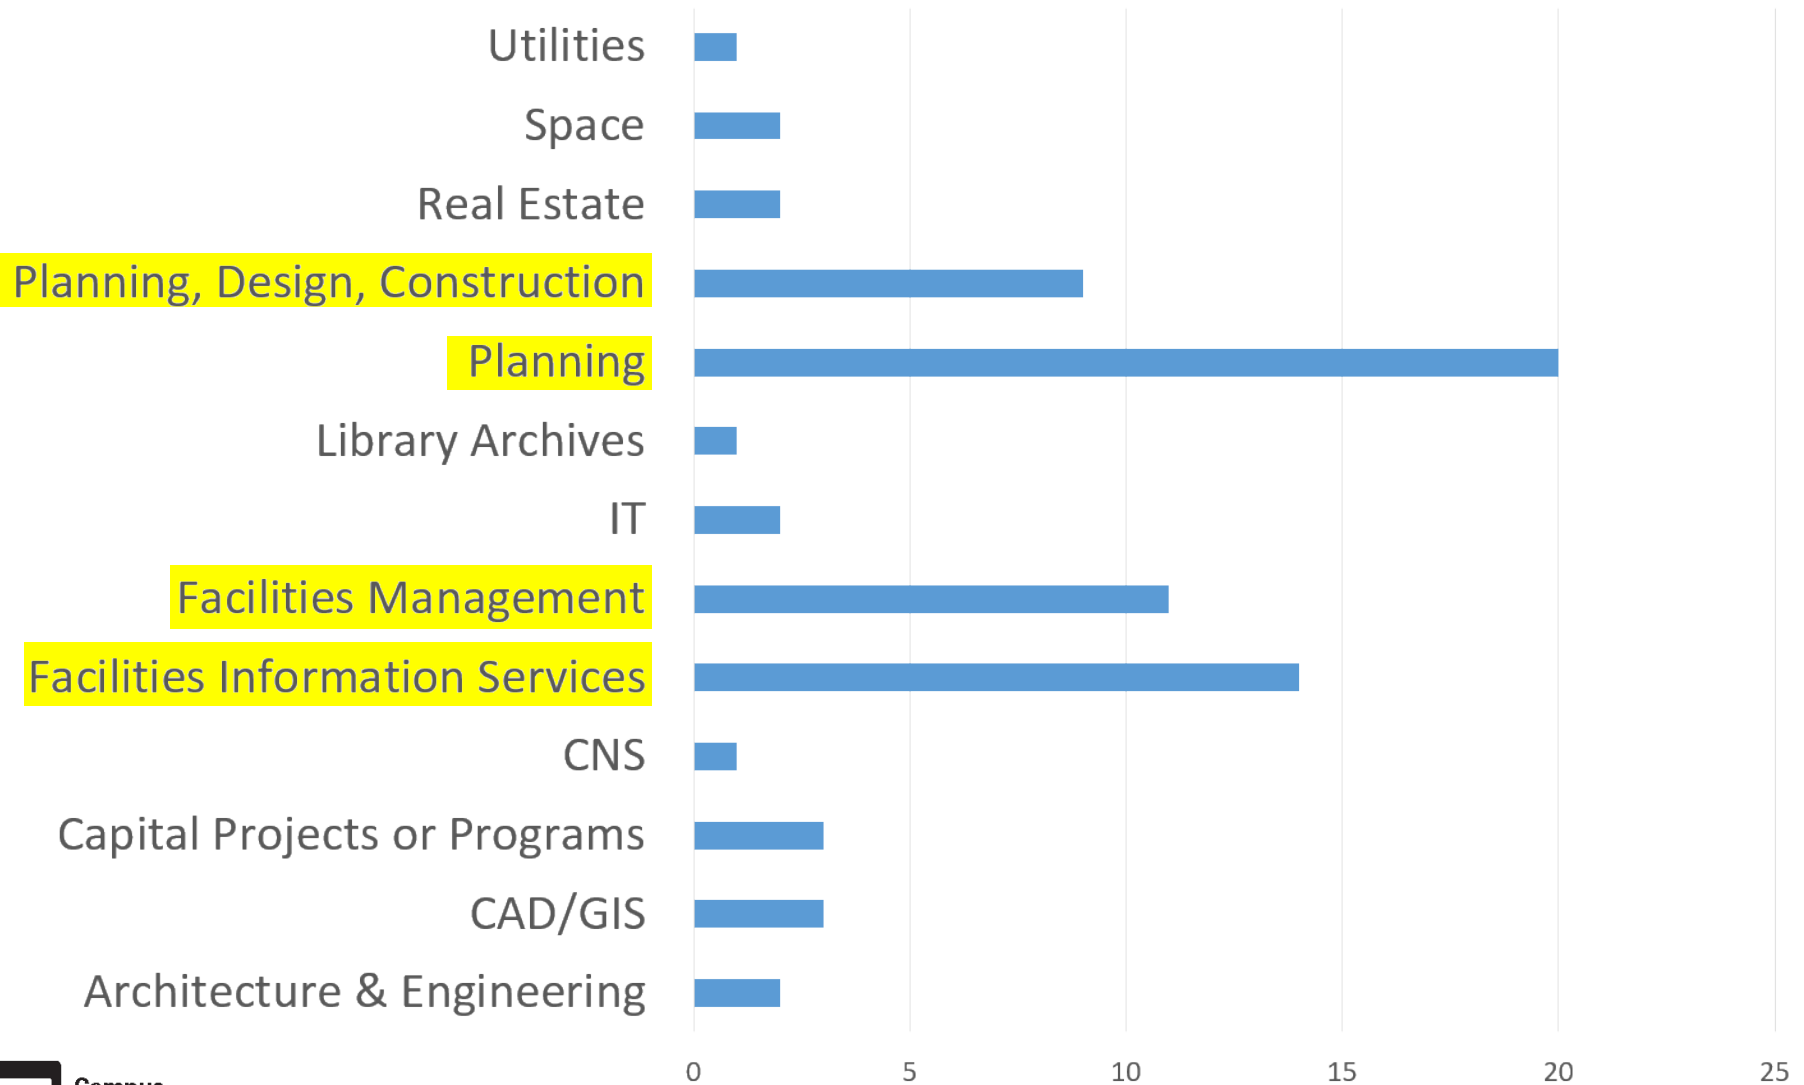 Utilities
Space
Real Estate
Planning, Design, Construction
Planning
Library Archives
IT
Facilities Management
Facilities Information Services
CNS
Capital Projects or Programs
CAD/GIS
Architecture & Engineering
0 5 10 15 20 25
Campus